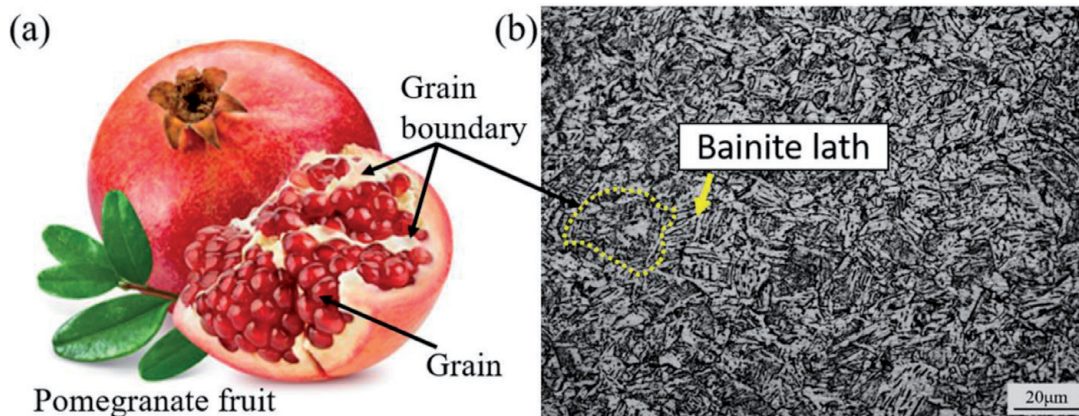 (a)
Grain
boundary
Grain
Pomegranate fruit
(b)
Bainite lath
20μm